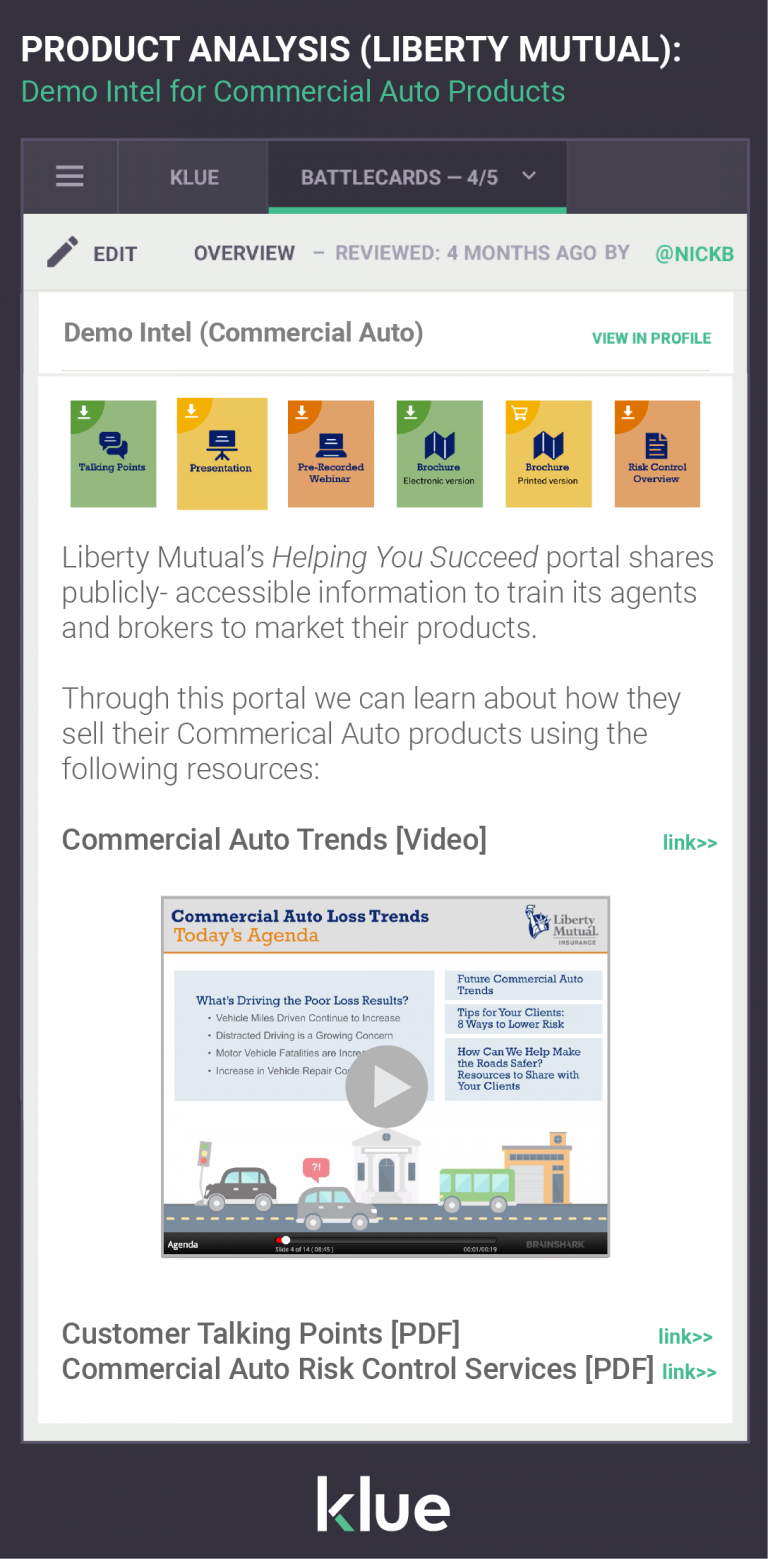 PRODUCT ANALYSIS (LIBERTY MUTUAL):
Demo Intel for Commercial Auto Products
KLUE
BATTLECARDS – 4/5
EDIT
OVERVIEW – REVIEWED: 4 MONTHS AGO BY @NICKB
Demo Intel (Commercial Auto)
VIEW IN PROFILE
Talking Points
Presentation
Pre-Recorded
Webinar
Brochure
Electronic version
Brochure
Printed version
Risk Control
Overview
Liberty Mutual’s Helping You Succeed portal shares
publicly- accessible information to train its agents
and brokers to market their products.
Through this portal we can learn about how they
sell their Commerical Auto products using the
following resources:
Commercial Auto Trends [Video] link>>
Commercial Auto Loss Trends
Today's Agenda
Liberty
Mutual.
INSURANCE
What's Driving the Poor Loss Results?
• Vehicle Miles Driven Continue to Increase
• Distracted Driving is a Growing Concern
• Motor Vehicle Fatalities are
• Increase in Vehicle Repair
Future Commercial Auto
Trends
Tips for Your Clients:
8 Ways to Lower Risk
How Can We Help Make
the Roads Safer?
Resources to Share with
Your Clients
?!
Agenda
Slide 4 of 14 ( 08:45 )
00:01/00:19
BRAINSHARK
Customer Talking Points [PDF] link>>
Commercial Auto Risk Control Services [PDF] link>>
klue